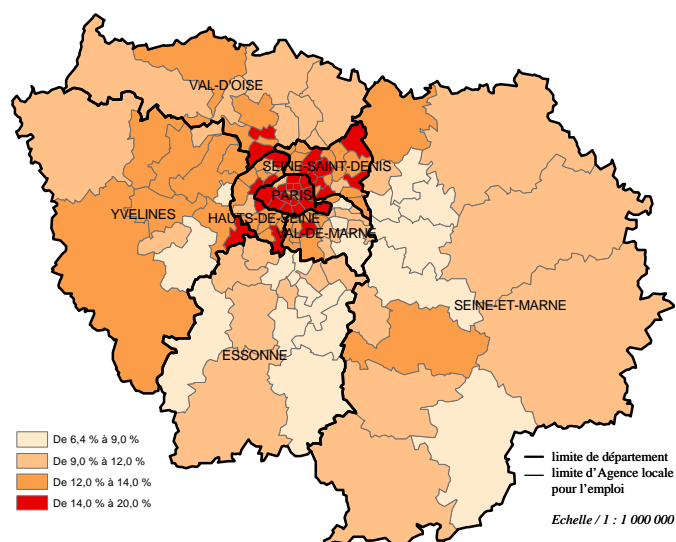 VAL-D'OISE
SEINE-SAINT-DENIS
PARIS
YVELINES
HAUTS-DE-SEINE
VAL-DE-MARNE
SEINE-ET-MARNE
ESSONNE
De 6,4 % à 9,0 %
De 9,0 % à 12,0 %
De 12,0 % à 14,0 %
De 14,0 % à 20,0 %
limite de département
limite d'Agence locale
pour l'emploi
Echelle / 1 : 1 000 000